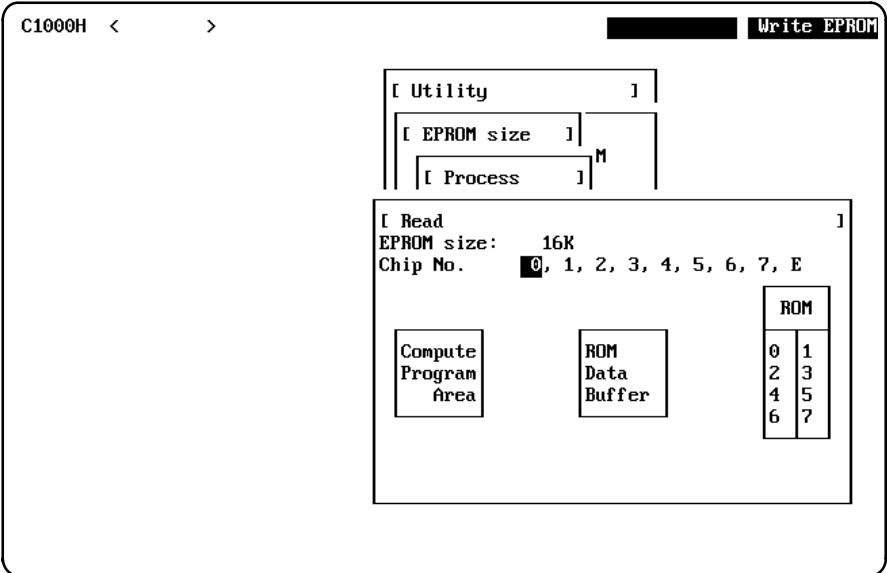 C1000H < > Write EPROM
[ Utility ]
[ EPROM size ]
M
[ Process ]
[ Read ]
EPROM size: 16K
Chip No. 0, 1, 2, 3, 4, 5, 6, 7, E
ROM
Compute ROM 0 1
Program Data 2 3
Area Buffer 4 5
6 7